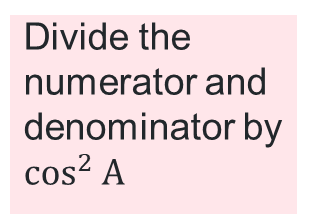 Divide the
numerator and
denominator by
cos² A